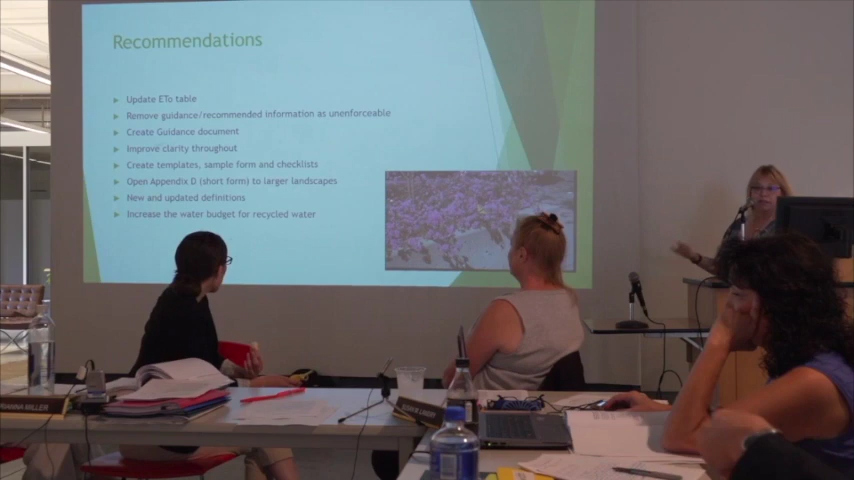 Recommendations
Update ETo table
Remove guidance/recommended information as unenforceable
Create Guidance document
Improve clarity throughout
Create templates, sample form and checklists
Open Appendix D (short form) to larger landscapes
New and updated definitions
Increase the water budget for recycled water
MILLER